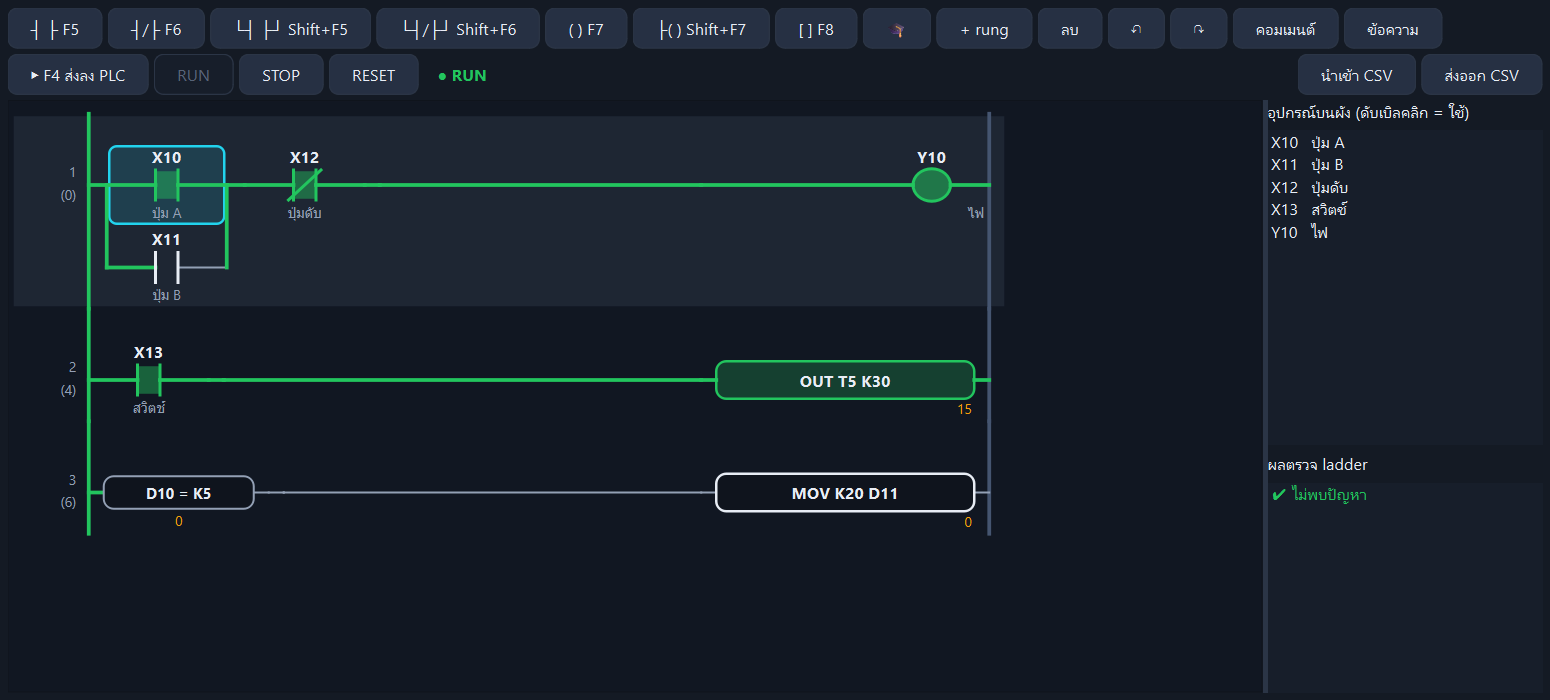 ┤ ├ F5 ┤/├ F6 └┤ ├┘ Shift+F5 └┤/├┘ Shift+F6 ( ) F7 ├( ) Shift+F7 [ ] F8 + rung ลบ ↶ ↷ คอมเมนต์ ข้อความ
▶ F4 ส่งลง PLC RUN STOP RESET ● RUN นำเข้า CSV ส่งออก CSV
อุปกรณ์บนผัง (ดับเบิลคลิก = ใช้)
X10 ปุ่ม A
X11 ปุ่ม B
X12 ปุ่มดับ
X13 สวิตช์
Y10 ไฟ
1
(0)
X10
ปุ่ม A
X12
ปุ่มดับ
Y10
ไฟ
X11
ปุ่ม B
2
(4)
X13
สวิตช์
OUT T5 K30
15
3
(6)
D10 = K5
0
MOV K20 D11
0
ผลตรวจ ladder
✔ ไม่พบปัญหา